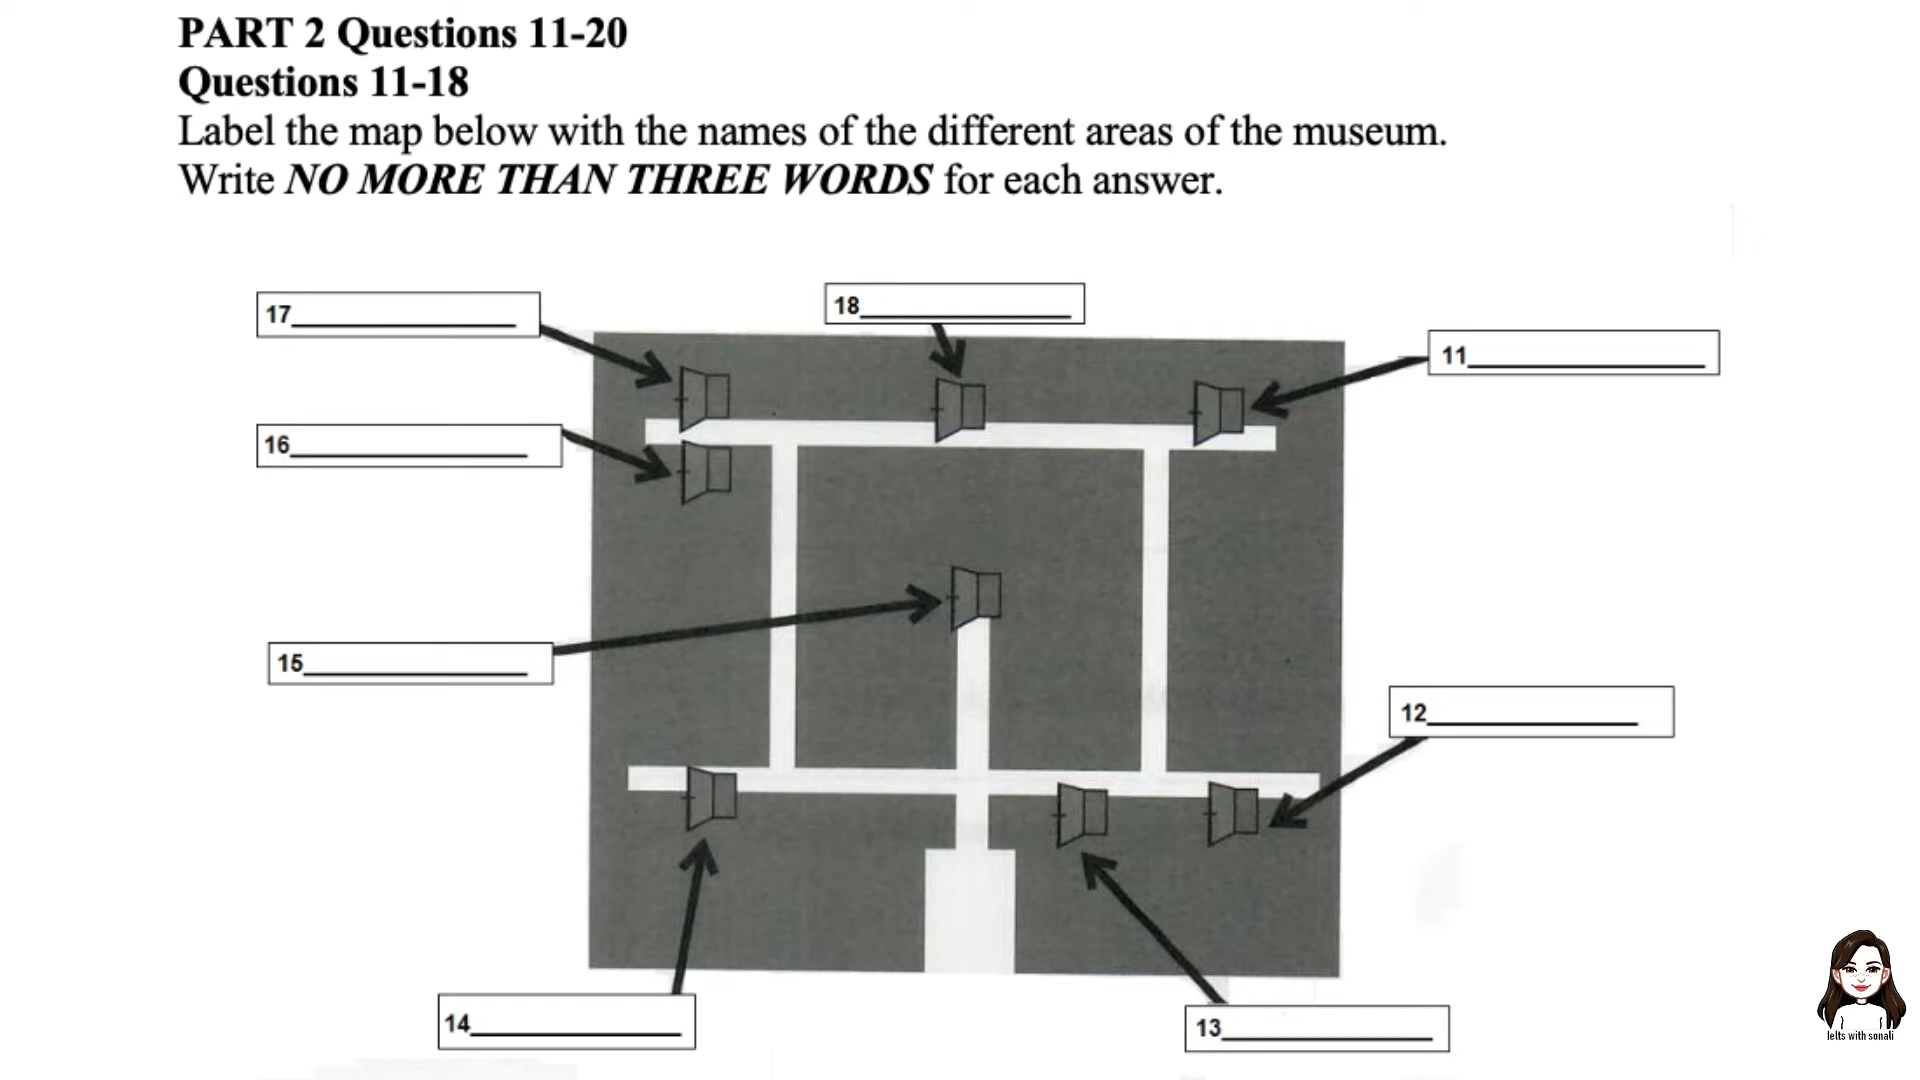 PART 2 Questions 11-20
Questions 11-18
Label the map below with the names of the different areas of the museum.
Write NO MORE THAN THREE WORDS for each answer.
17
18
11
16
15
12
14
13
Ielts with sonali